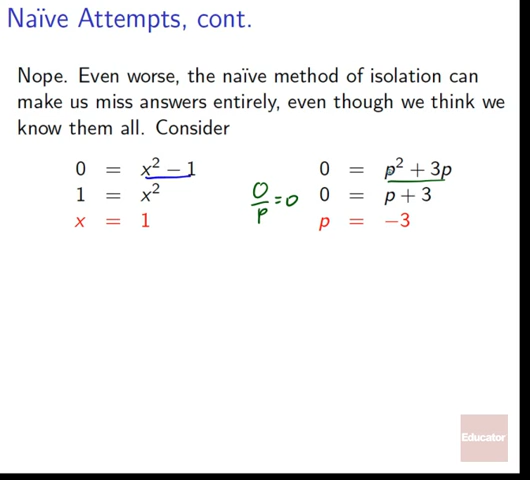 Naïve Attempts, cont.
Nope. Even worse, the naïve method of isolation can
make us miss answers entirely, even though we think we
know them all. Consider
0 = x² − 1
1 = x²
x = 1
0 = p² + 3p
0/p = 0
0 = p + 3
p = −3
Educator